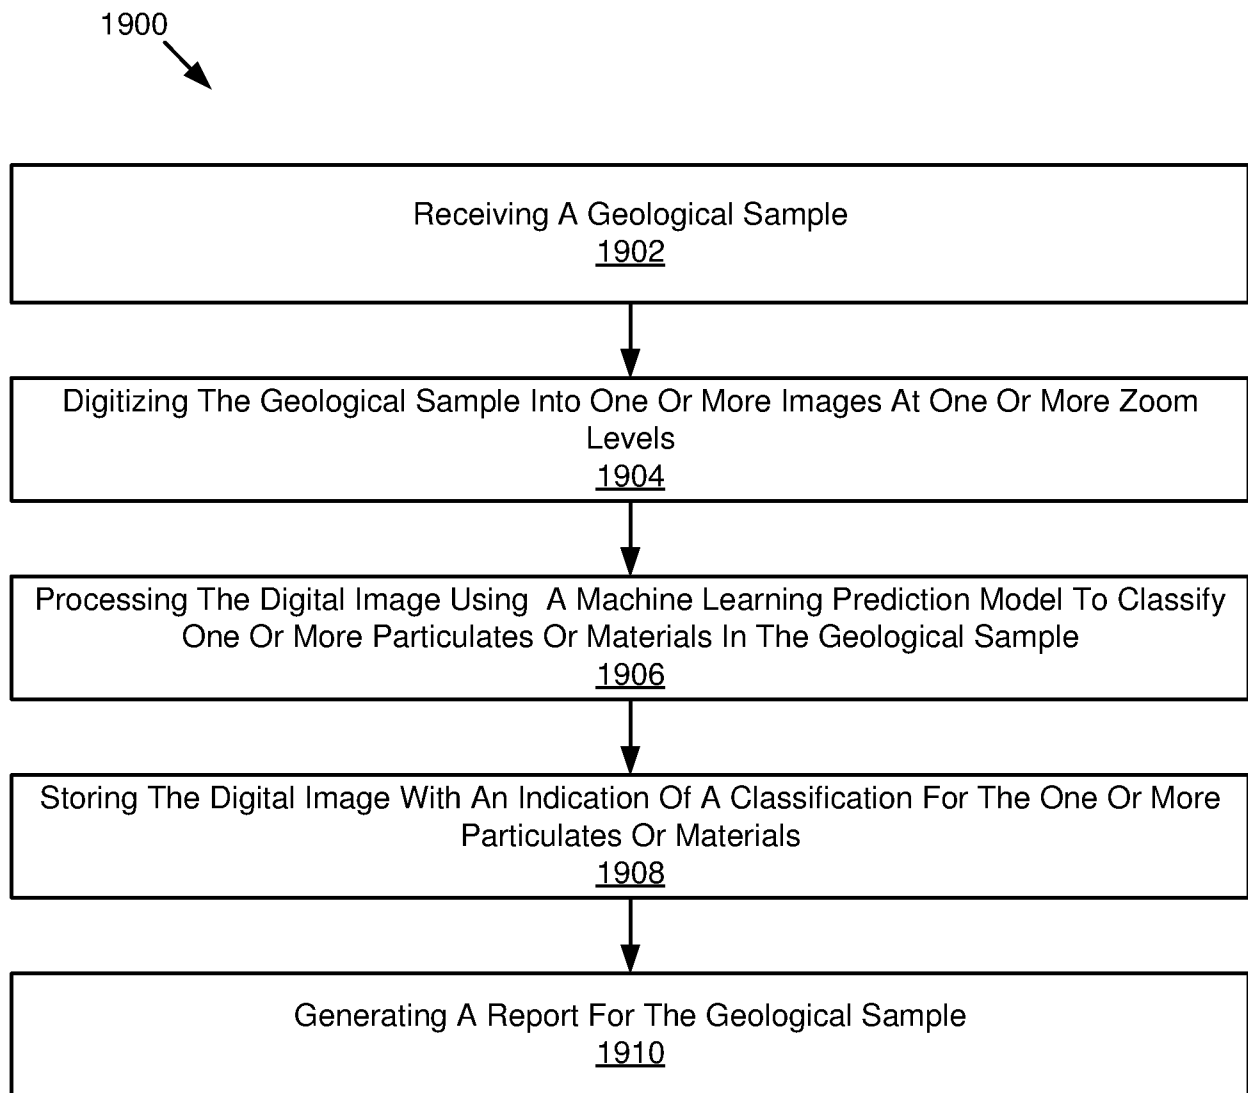 1900
Receiving A Geological Sample
1902
Digitizing The Geological Sample Into One Or More Images At One Or More Zoom
Levels
1904
Processing The Digital Image Using  A Machine Learning Prediction Model To Classify
One Or More Particulates Or Materials In The Geological Sample
1906
Storing The Digital Image With An Indication Of A Classification For The One Or More
Particulates Or Materials
1908
Generating A Report For The Geological Sample
1910